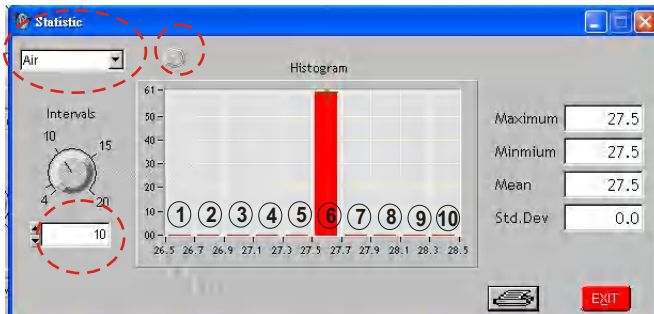 Statistic
Air
Histogram
Intervals
10
15
4
20
10
61
50
40
30
20
10
00
1 2 3 4 5 6 7 8 9 10
26.5 26.7 26.9 27.1 27.3 27.5 27.7 27.9 28.1 28.3 28.5
Maximum 27.5
Minmium 27.5
Mean 27.5
Std.Dev 0.0
EXIT